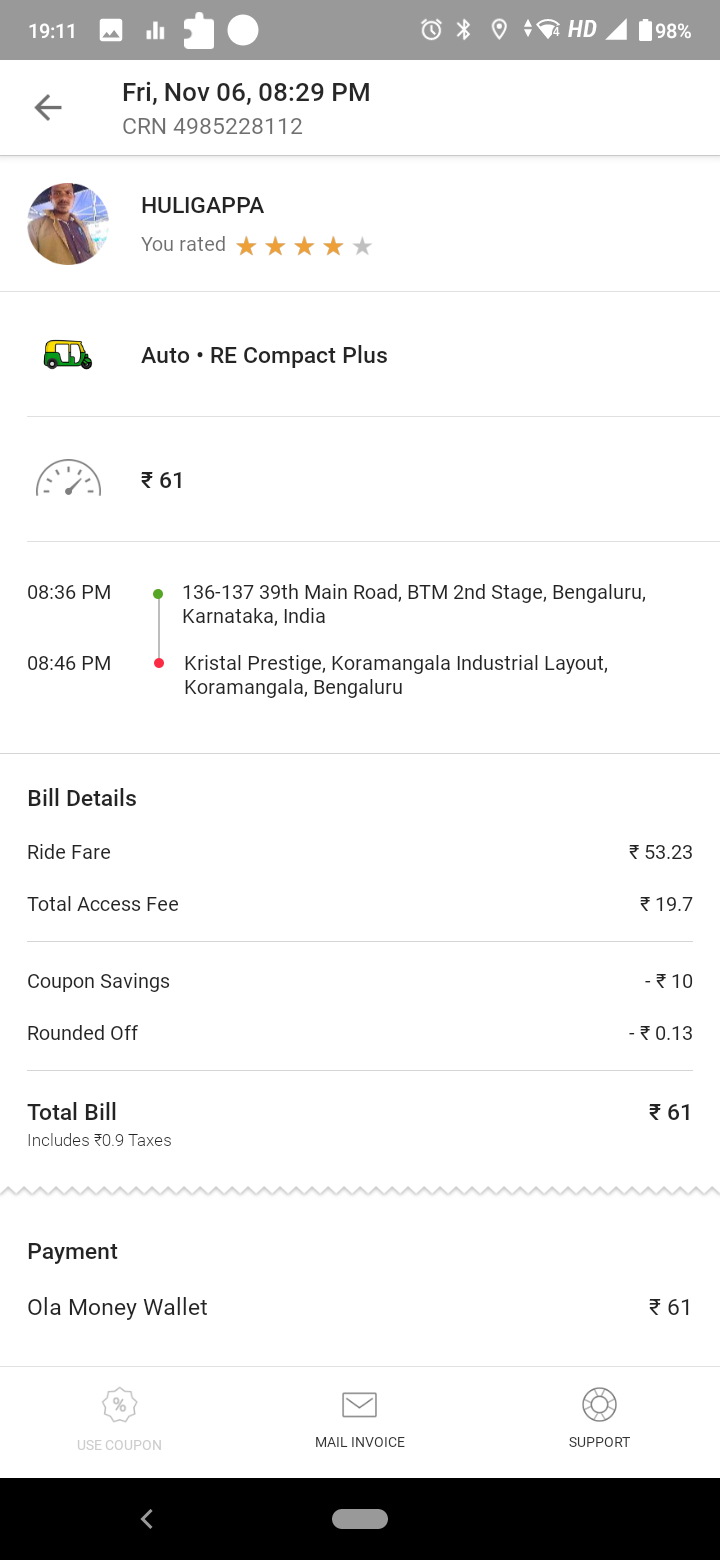 19:11 HD 98%
Fri, Nov 06, 08:29 PM
CRN 4985228112
HULIGAPPA
You rated
Auto • RE Compact Plus
₹ 61
08:36 PM 136-137 39th Main Road, BTM 2nd Stage, Bengaluru,
Karnataka, India
08:46 PM Kristal Prestige, Koramangala Industrial Layout,
Koramangala, Bengaluru
Bill Details
Ride Fare ₹ 53.23
Total Access Fee ₹ 19.7
Coupon Savings - ₹ 10
Rounded Off - ₹ 0.13
Total Bill ₹ 61
Includes ₹0.9 Taxes
Payment
Ola Money Wallet ₹ 61
USE COUPON MAIL INVOICE SUPPORT